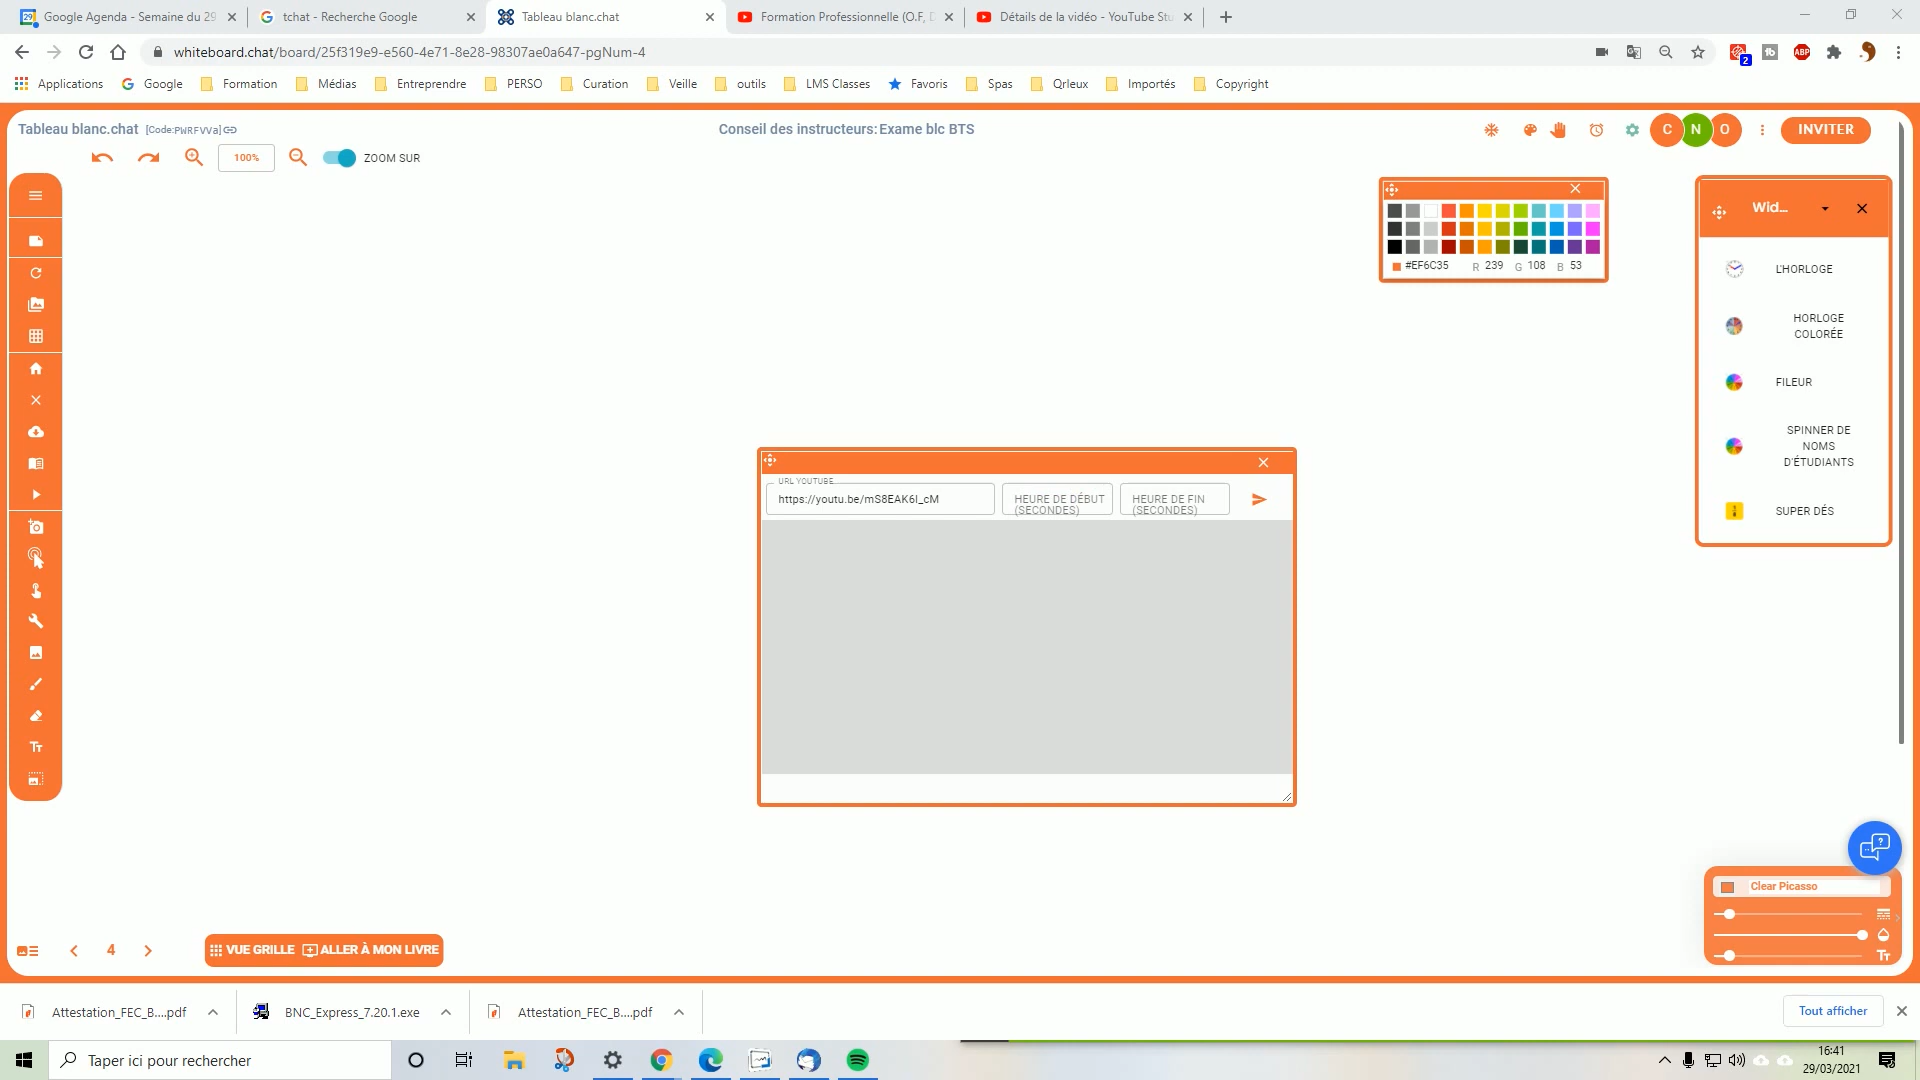 Google Agenda - Semaine du 29
tchat - Recherche Google
Tableau blanc.chat
Formation Professionnelle (O.F,
Détails de la vidéo - YouTube Stu
whiteboard.chat/board/25f319e9-e560-4e71-8e28-98307ae0a647-pgNum-4
2
ABP
Applications
Google
Formation
Médias
Entreprendre
PERSO
Curation
Veille
outils
LMS Classes
Favoris
Spas
Qrleux
Importés
Copyright
Tableau blanc.chat
[Code:PWRFVVa]
Conseil des instructeurs:Exame blc BTS
C
N
O
INVITER
100%
ZOOM SUR
#EF6C35
R 239
G 108
B 53
Wid...
L'HORLOGE
HORLOGE
COLORÉE
FILEUR
SPINNER DE
NOMS
D'ÉTUDIANTS
SUPER DÉS
URL YOUTUBE
https://youtu.be/mS8EAK6I_cM
HEURE DE DÉBUT
(SECONDES)
HEURE DE FIN
(SECONDES)
Clear Picasso
4
VUE GRILLE
ALLER À MON LIVRE
Attestation_FEC_B....pdf
BNC_Express_7.20.1.exe
Attestation_FEC_B....pdf
Tout afficher
Taper ici pour rechercher
16:41
29/03/2021